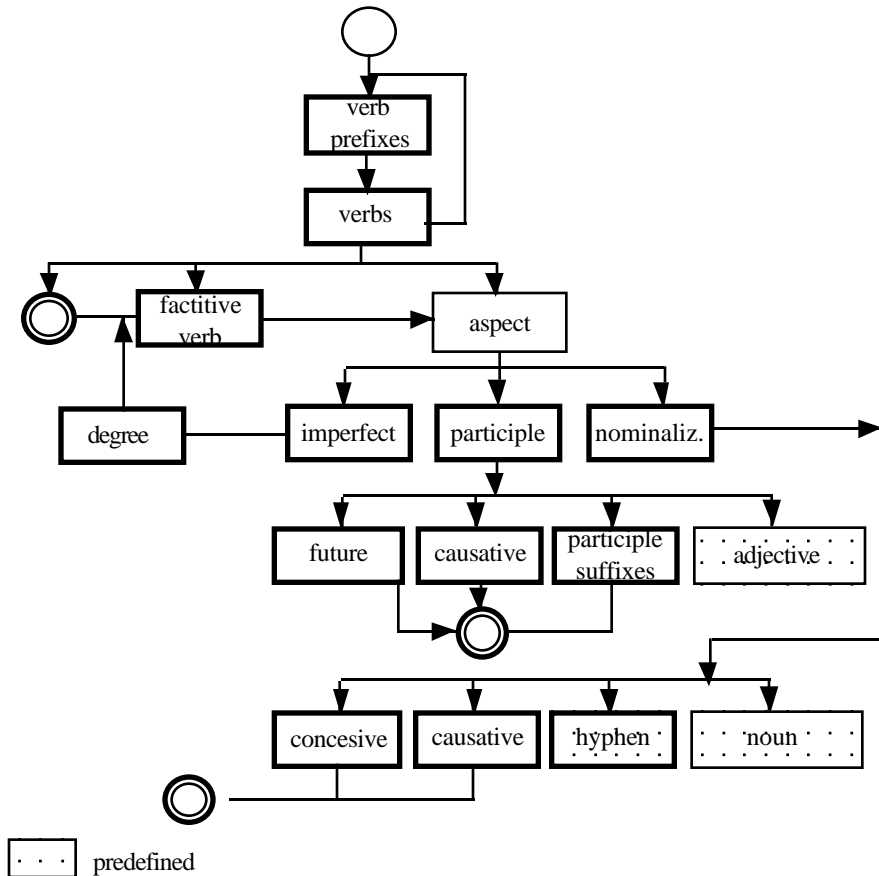 verb
prefixes
verbs
factitive
verb
aspect
degree
imperfect
participle
nominaliz.
future
causative
participle
suffixes
adjective
concesive
causative
hyphen
noun
predefined